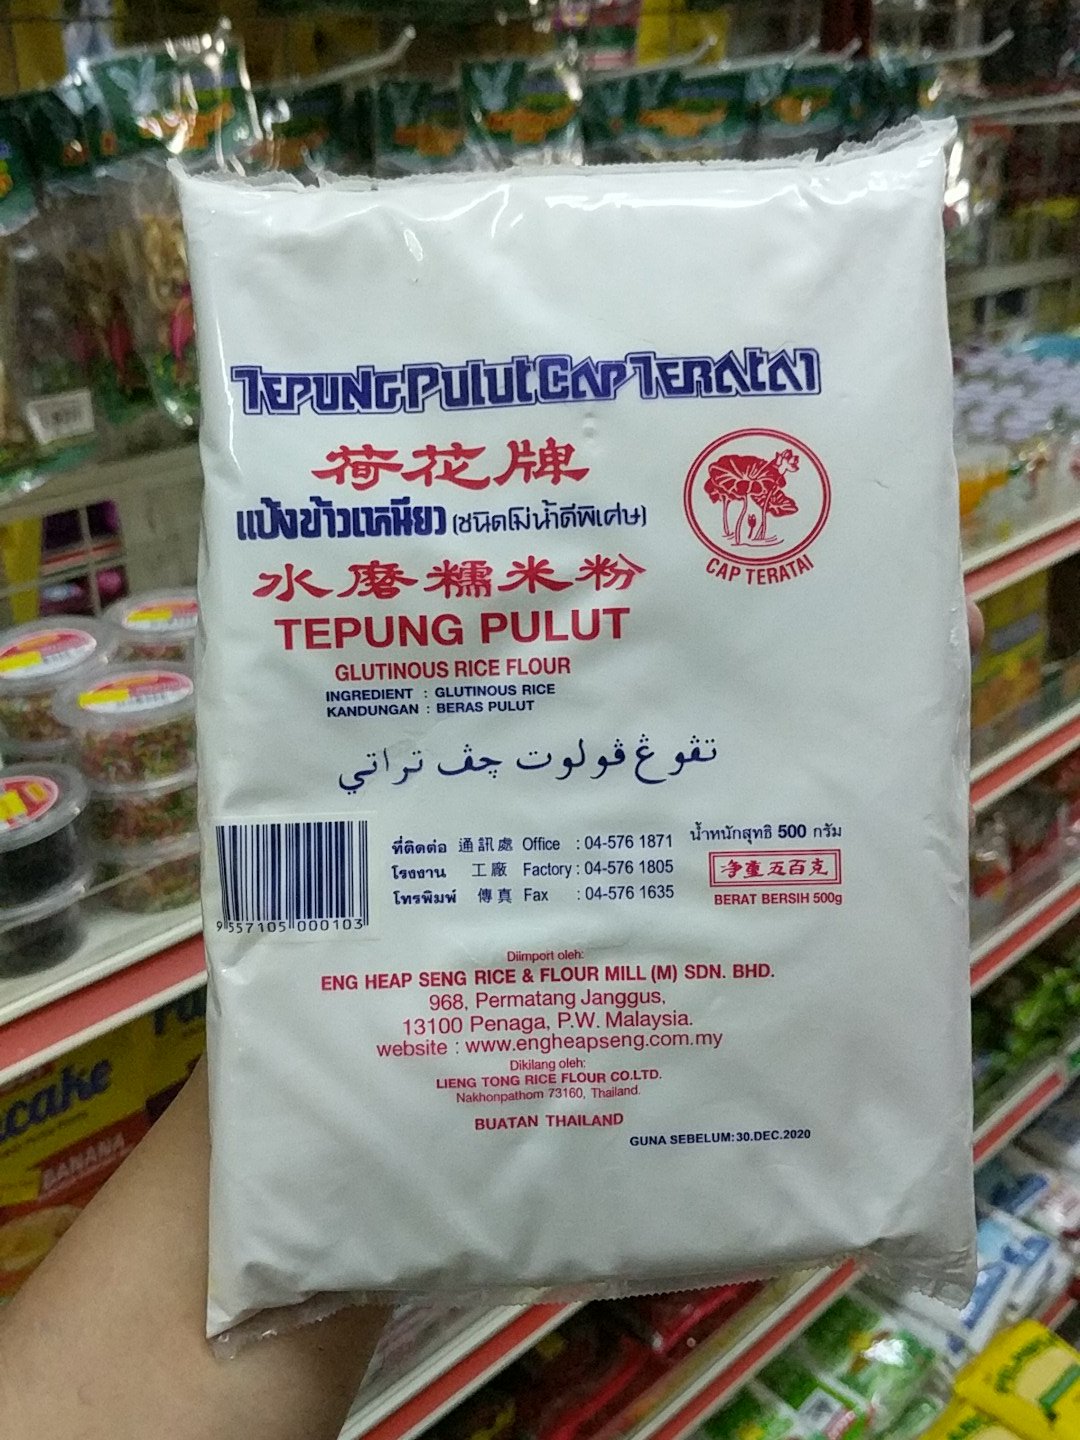 TEPUNG PULUT CAP TERATAI
荷花牌
แป้งข้าวเหนียว (ชนิดโม่น้ำดีพิเศษ)
水磨糯米粉
TEPUNG PULUT
GLUTINOUS RICE FLOUR
INGREDIENT : GLUTINOUS RICE
KANDUNGAN : BERAS PULUT
CAP TERATAI
تڤوڠ ڤولوت چڤ تراتي
9 557105 000103
ที่ติดต่อ 通訊處 Office : 04-576 1871
โรงงาน 工廠 Factory : 04-576 1805
โทรพิมพ์ 傳真 Fax : 04-576 1635
น้ำหนักสุทธิ 500 กรัม
净重五百克
BERAT BERSIH 500g
Diimport oleh:
ENG HEAP SENG RICE & FLOUR MILL (M) SDN. BHD.
968, Permatang Janggus,
13100 Penaga, P.W. Malaysia.
website : www.engheapseng.com.my
Dikilang oleh:
LIENG TONG RICE FLOUR CO.LTD.
Nakhonpathom 73160, Thailand.
BUATAN THAILAND
GUNA SEBELUM:30.DEC.2020
cake
BANANA